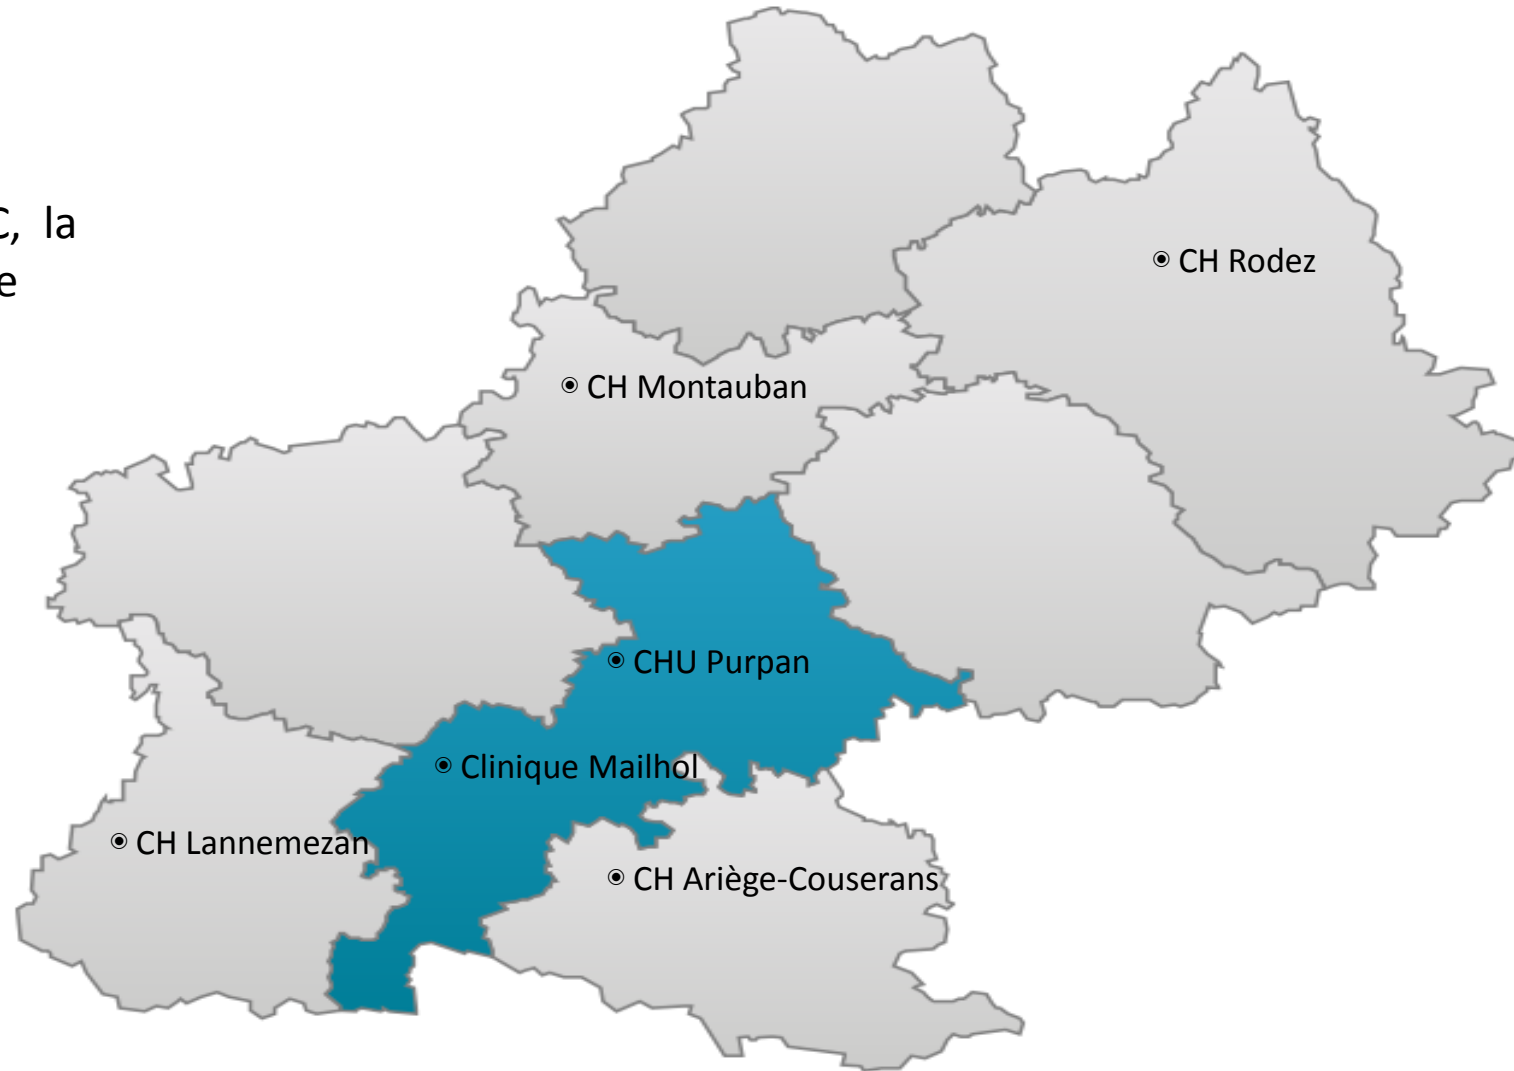 C, la
e
CH Rodez
CH Montauban
CHU Purpan
Clinique Mailhol
CH Lannemezan
CH Ariège-Couserans